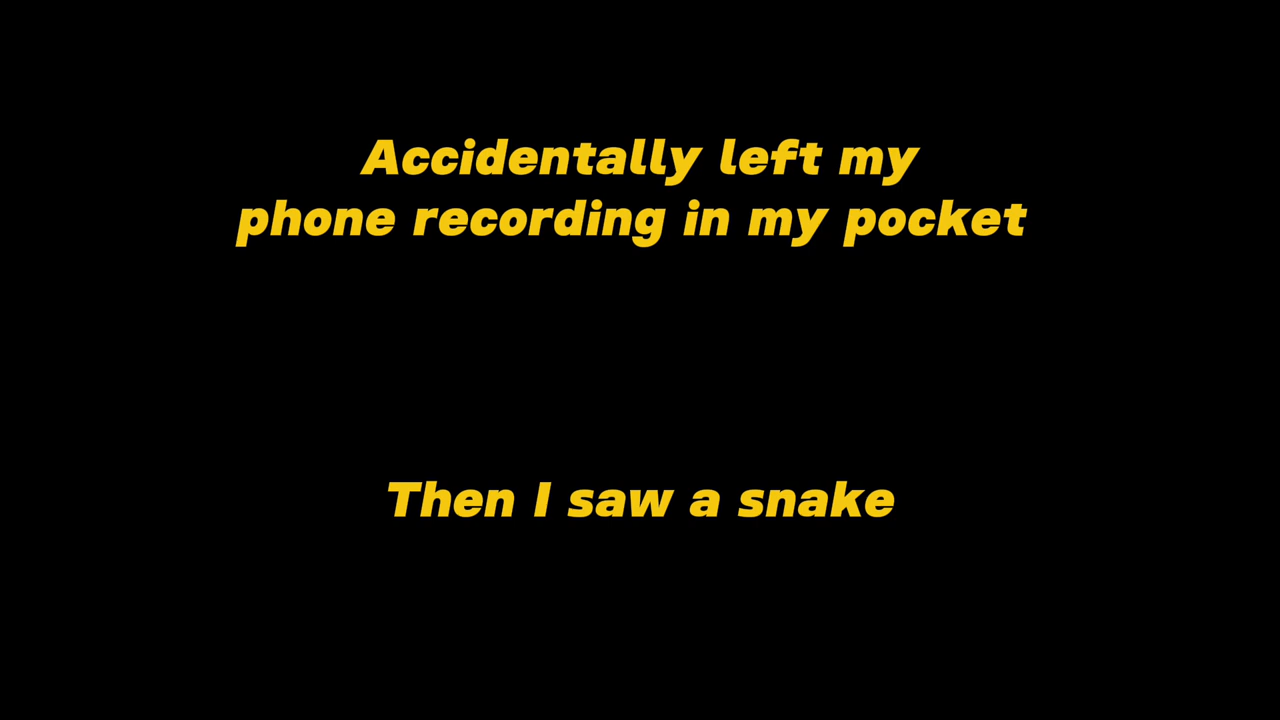 Accidentally left my
phone recording in my pocket
Then I saw a snake